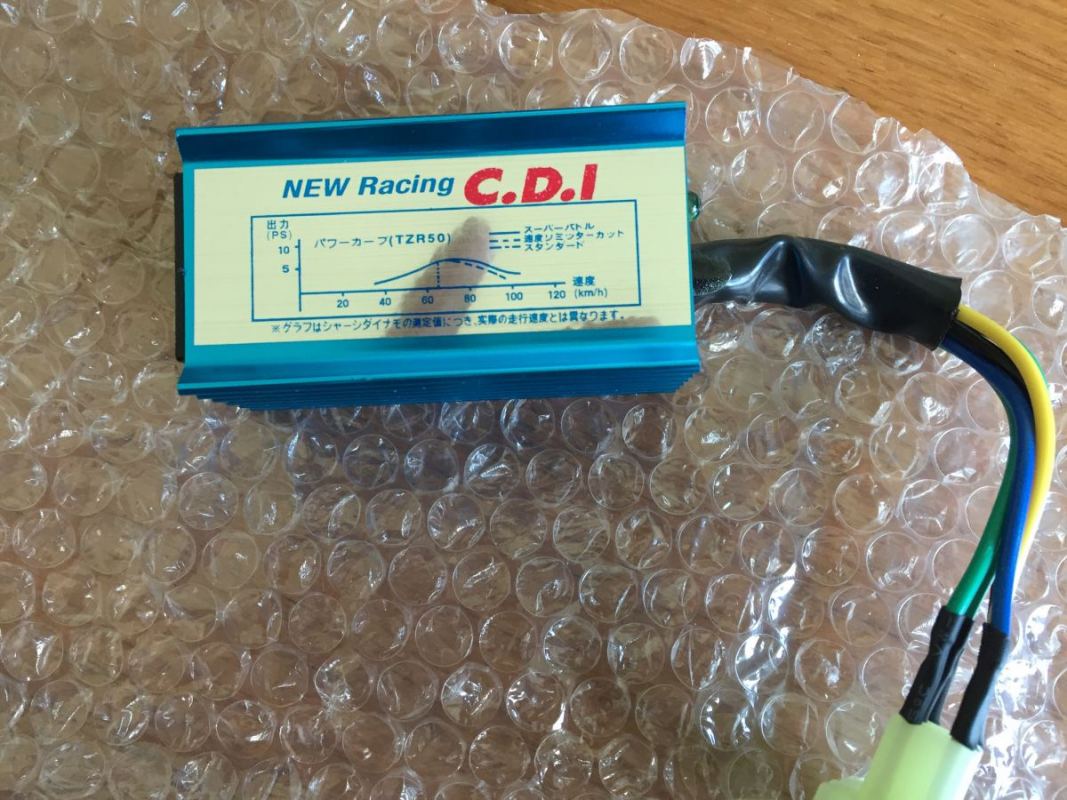 NEW Racing C.D.I
出力
(PS)
パワーカーブ(TZR50)
スーパーバトル
速度リミッターカット
スタンダード
10
5
速度
(km/h)
20 40 60 80 100 120
※グラフはシャーシダイナモの測定値につき、実際の走行速度とは異なります。